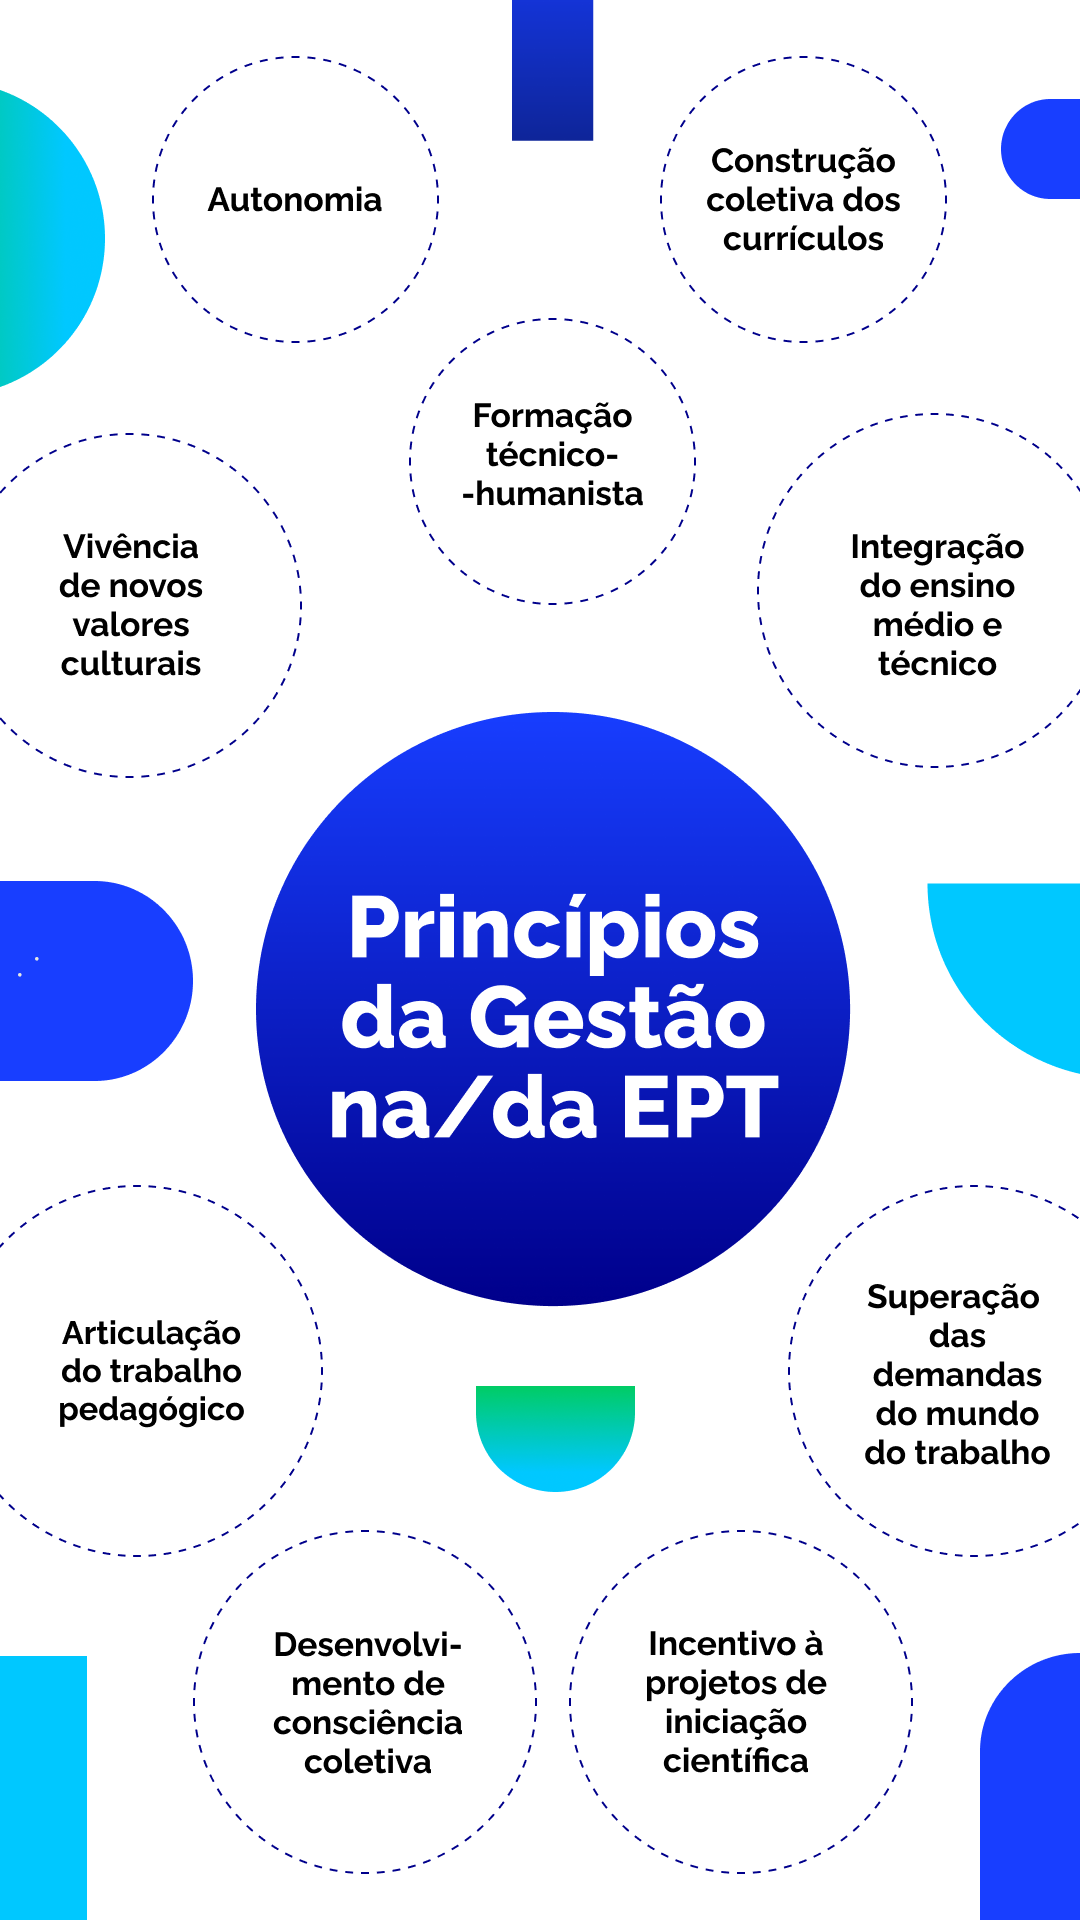 Autonomia
Construção
coletiva dos
currículos
Formação
técnico-
-humanista
Vivência
de novos
valores
culturais
Integração
do ensino
médio e
técnico
Princípios
da Gestão
na/da EPT
Articulação
do trabalho
pedagógico
Superação
das
demandas
do mundo
do trabalho
Desenvolvi-
mento de
consciência
coletiva
Incentivo à
projetos de
iniciação
científica